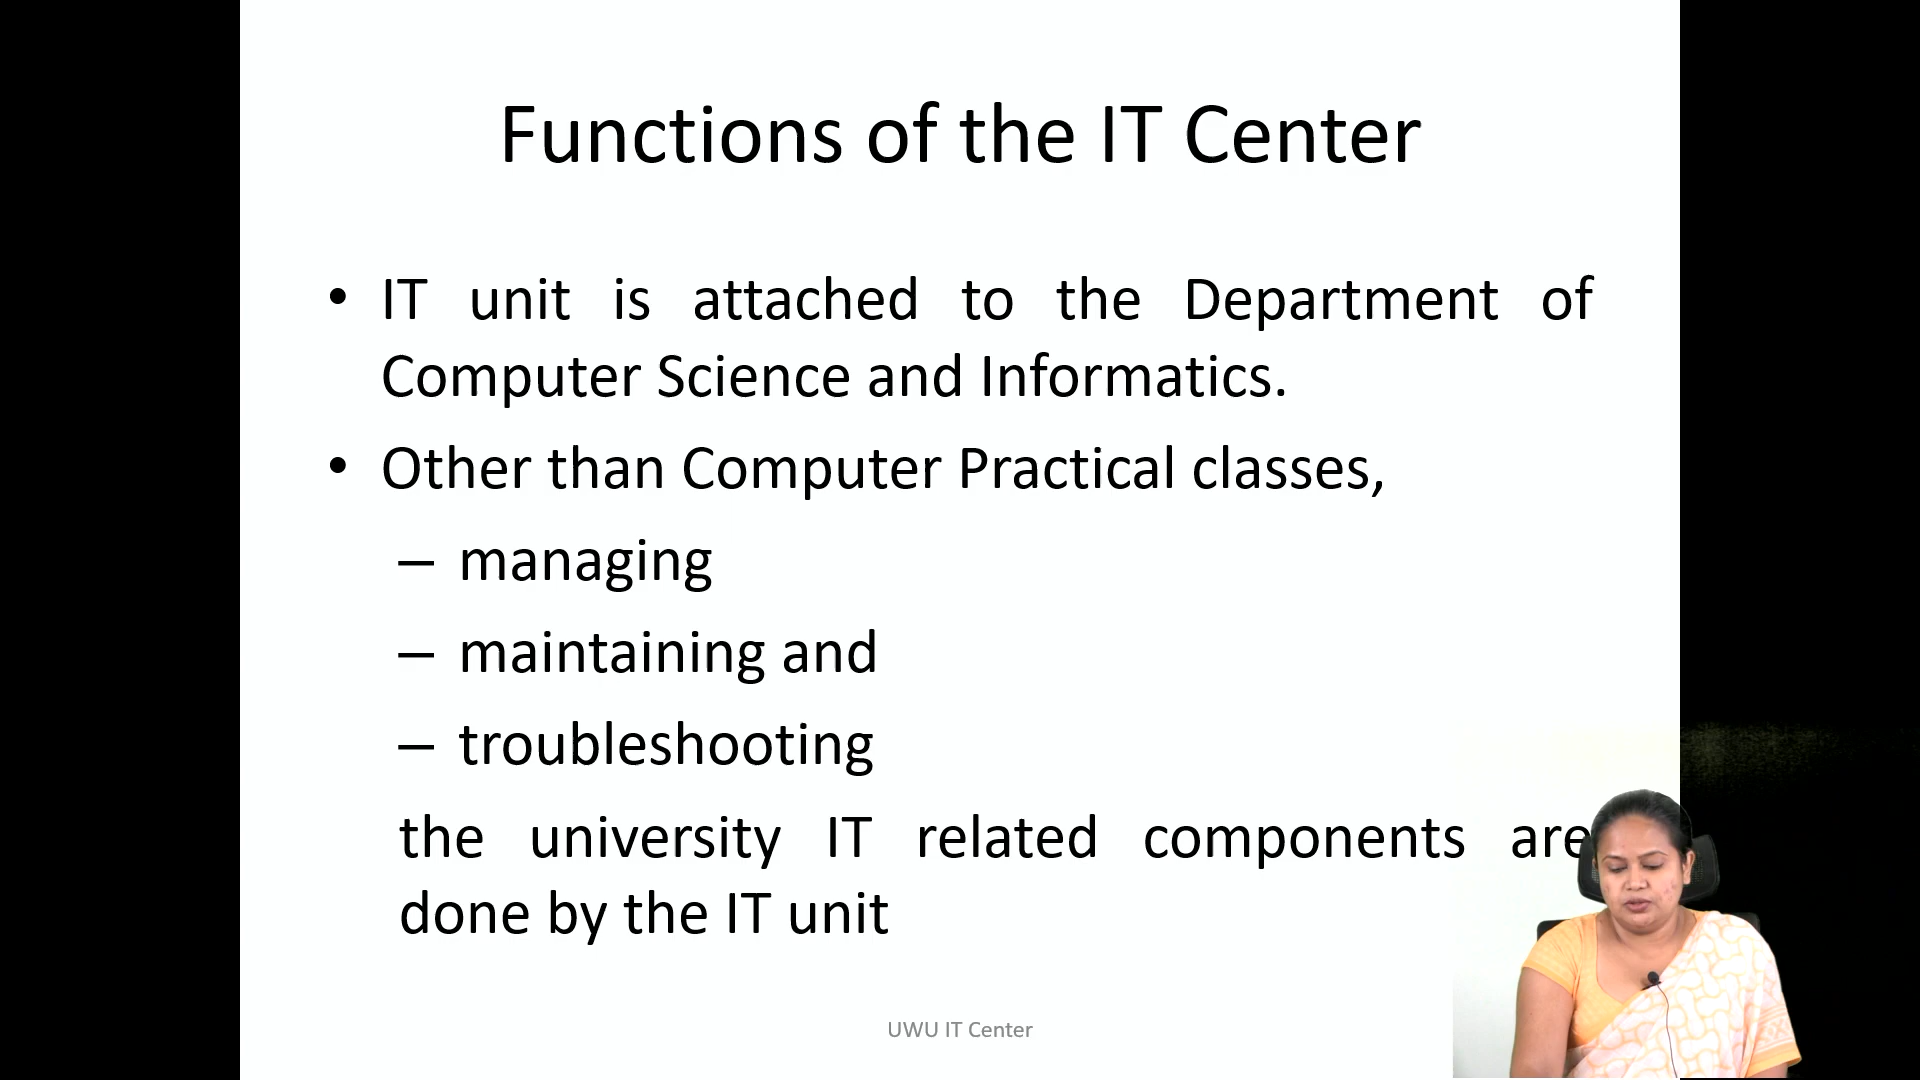 Functions of the IT Center
• IT unit is attached to the Department of
Computer Science and Informatics.
• Other than Computer Practical classes,
– managing
– maintaining and
– troubleshooting
the university IT related components are
done by the IT unit
UWU IT Center